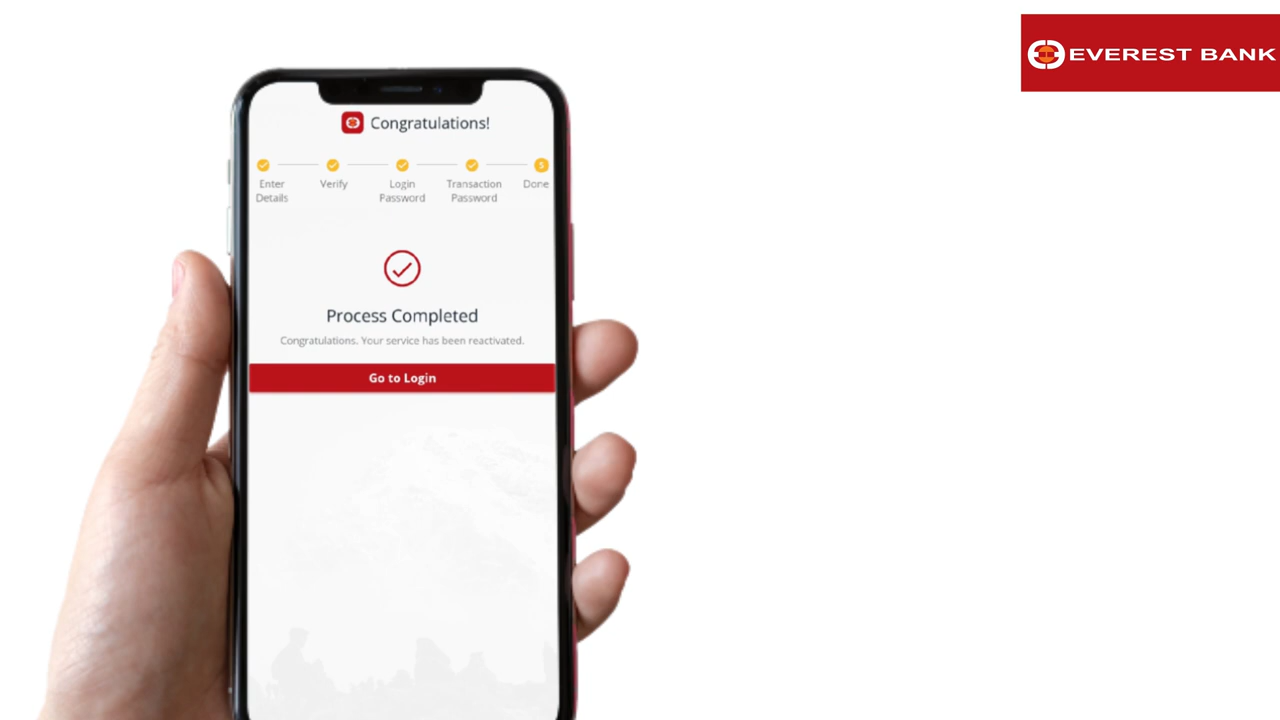 EVEREST BANK
Congratulations!
Enter Details
Verify
Login Password
Transaction Password
5
Done
Process Completed
Congratulations. Your service has been reactivated.
Go to Login